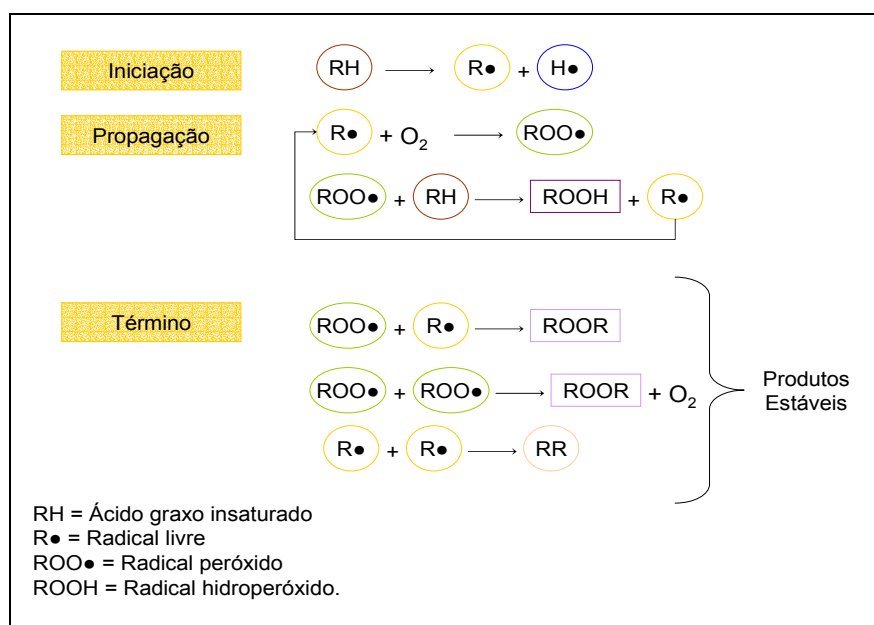 Iniciação
RH → R● + H●
Propagação
R● + O₂ → ROO●
ROO● + RH → ROOH + R●
Término
ROO● + R● → ROOR
ROO● + ROO● → ROOR + O₂
R● + R● → RR
Produtos
Estáveis
RH = Ácido graxo insaturado
R● = Radical livre
ROO● = Radical peróxido
ROOH = Radical hidroperóxido.